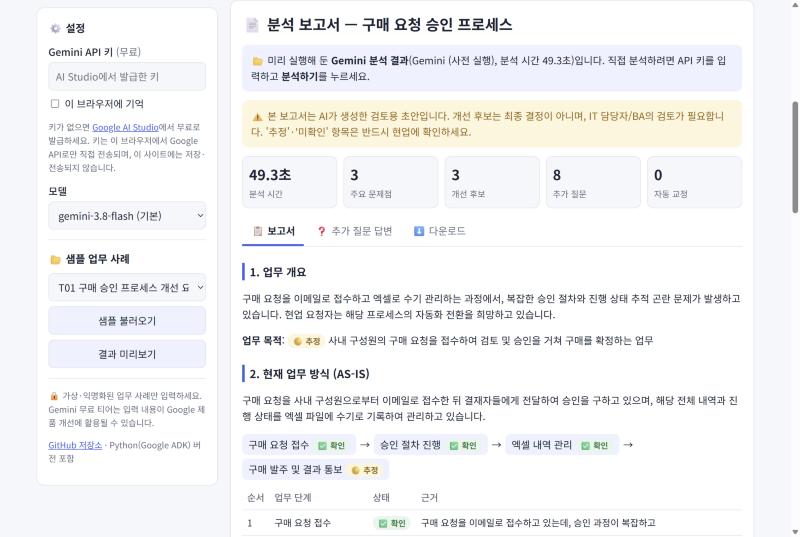 설정
Gemini API 키 (무료)
AI Studio에서 발급한 키
이 브라우저에 기억
키가 없으면 Google AI Studio에서 무료로
발급하세요. 키는 이 브라우저에서 Google
API로만 직접 전송되며, 이 사이트에는 저장·
전송되지 않습니다.
모델
gemini-3.8-flash (기본)
샘플 업무 사례
T01 구매 승인 프로세스 개선 요
샘플 불러오기
결과 미리보기
가상·익명화된 업무 사례만 입력하세요.
Gemini 무료 티어는 입력 내용이 Google 제
품 개선에 활용될 수 있습니다.
GitHub 저장소 · Python(Google ADK) 버
전 포함
분석 보고서 — 구매 요청 승인 프로세스
미리 실행해 둔 Gemini 분석 결과(Gemini (사전 실행), 분석 시간 49.3초)입니다. 직접 분석하려면 API 키를 입
력하고 분석하기를 누르세요.
본 보고서는 AI가 생성한 검토용 초안입니다. 개선 후보는 최종 결정이 아니며, IT 담당자/BA의 검토가 필요합니
다. '추정'·'미확인' 항목은 반드시 현업에 확인하세요.
49.3초
분석 시간
3
주요 문제점
3
개선 후보
8
추가 질문
0
자동 교정
보고서
추가 질문 답변
다운로드
1. 업무 개요
구매 요청을 이메일로 접수하고 엑셀로 수기 관리하는 과정에서, 복잡한 승인 절차와 진행 상태 추적 곤란 문제가 발생하고
있습니다. 현업 요청자는 해당 프로세스의 자동화 전환을 희망하고 있습니다.
업무 목적: 추정 사내 구성원의 구매 요청을 접수하여 검토 및 승인을 거쳐 구매를 확정하는 업무
2. 현재 업무 방식 (AS-IS)
구매 요청을 사내 구성원으로부터 이메일로 접수한 뒤 결재자들에게 전달하여 승인을 구하고 있으며, 해당 전체 내역과 진
행 상태를 엑셀 파일에 수기로 기록하여 관리하고 있습니다.
구매 요청 접수 확인 → 승인 절차 진행 확인 → 엑셀 내역 관리 확인 →
구매 발주 및 결과 통보 추정
순서 업무 단계 상태 근거
1 구매 요청 접수 확인 구매 요청을 이메일로 접수하고 있는데, 승인 과정이 복잡하고